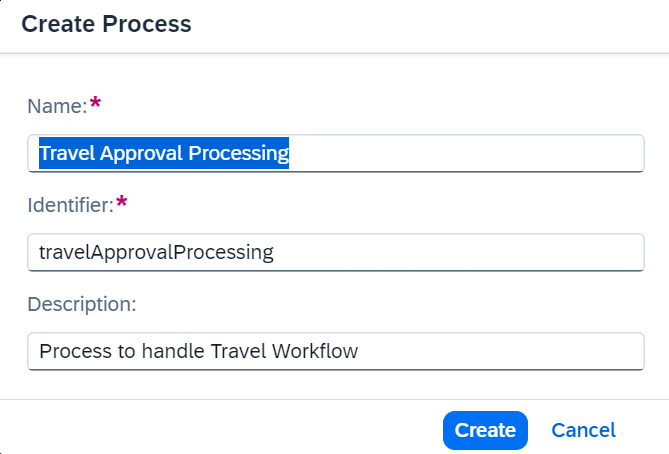 Create Process
Name:*
Travel Approval Processing
Identifier:*
travelApprovalProcessing
Description:
Process to handle Travel Workflow
Create Cancel